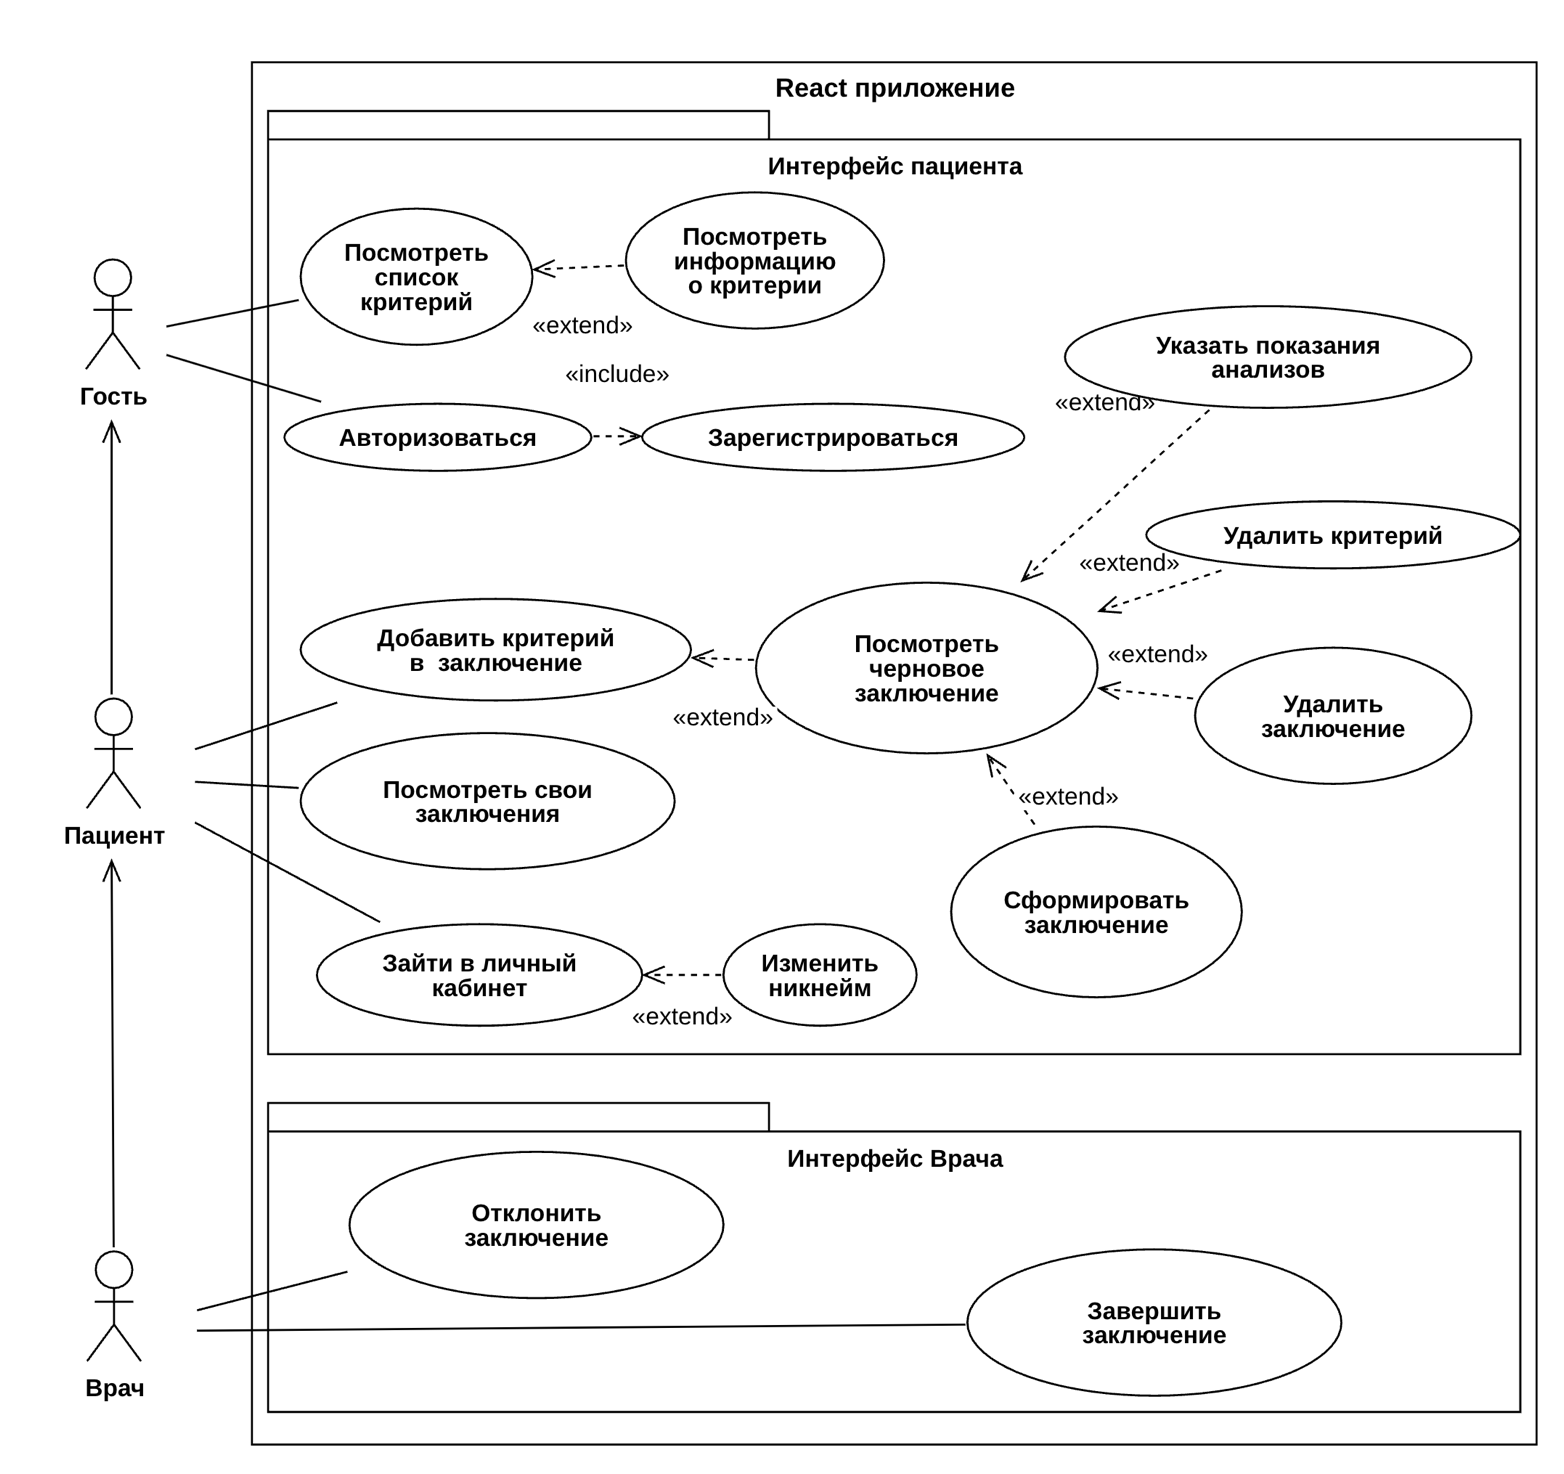 React приложение
Интерфейс пациента
Посмотреть
список
критерий
Посмотреть
информацию
о критерии
«extend»
Указать показания
анализов
«extend»
«include»
Гость
Авторизоваться
Зарегистрироваться
Удалить критерий
«extend»
Добавить критерий
в  заключение
Посмотреть
черновое
заключение
«extend»
Удалить
заключение
«extend»
Посмотреть свои
заключения
«extend»
Пациент
Сформировать
заключение
Зайти в личный
кабинет
Изменить
никнейм
«extend»
Интерфейс Врача
Отклонить
заключение
Завершить
заключение
Врач